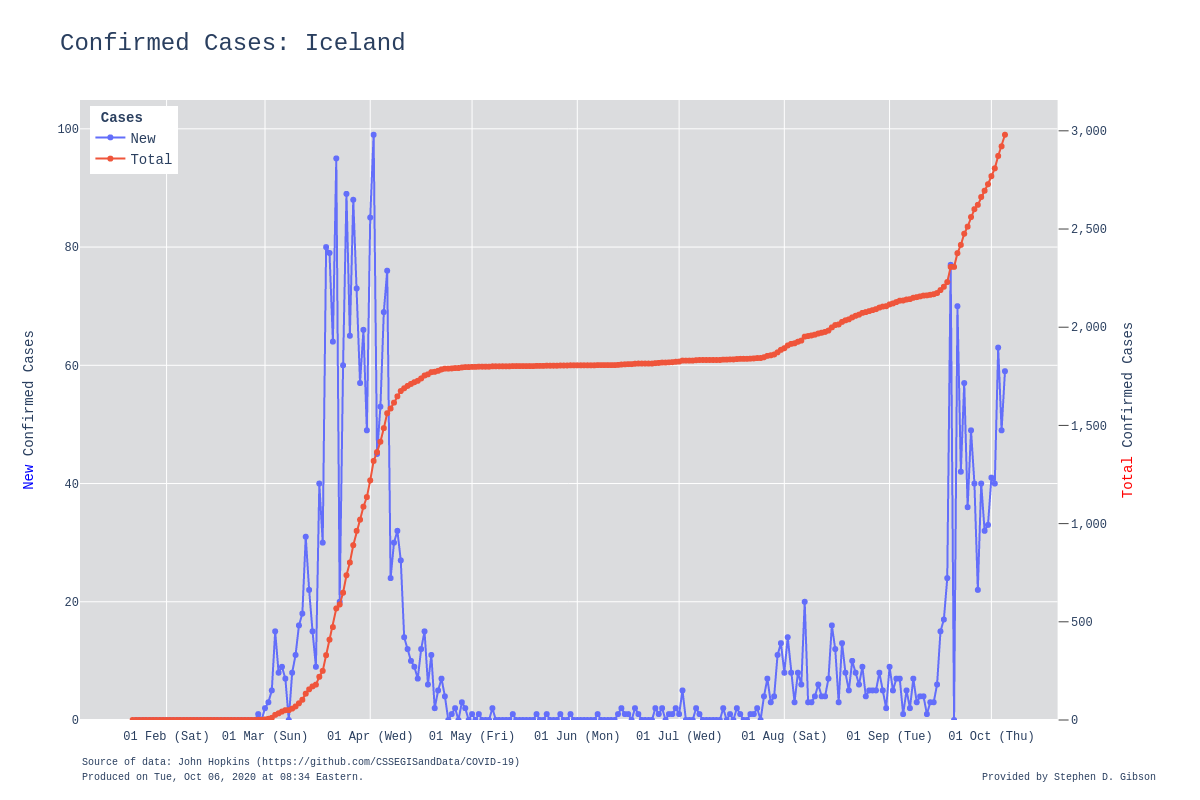 Confirmed Cases: Iceland
Cases
New
Total
100
80
60
40
20
0
New Confirmed Cases
3,000
2,500
2,000
1,500
1,000
500
0
Total Confirmed Cases
01 Feb (Sat) 01 Mar (Sun) 01 Apr (Wed) 01 May (Fri) 01 Jun (Mon) 01 Jul (Wed) 01 Aug (Sat) 01 Sep (Tue) 01 Oct (Thu)
Source of data: John Hopkins (https://github.com/CSSEGISandData/COVID-19)
Produced on Tue, Oct 06, 2020 at 08:34 Eastern.
Provided by Stephen D. Gibson